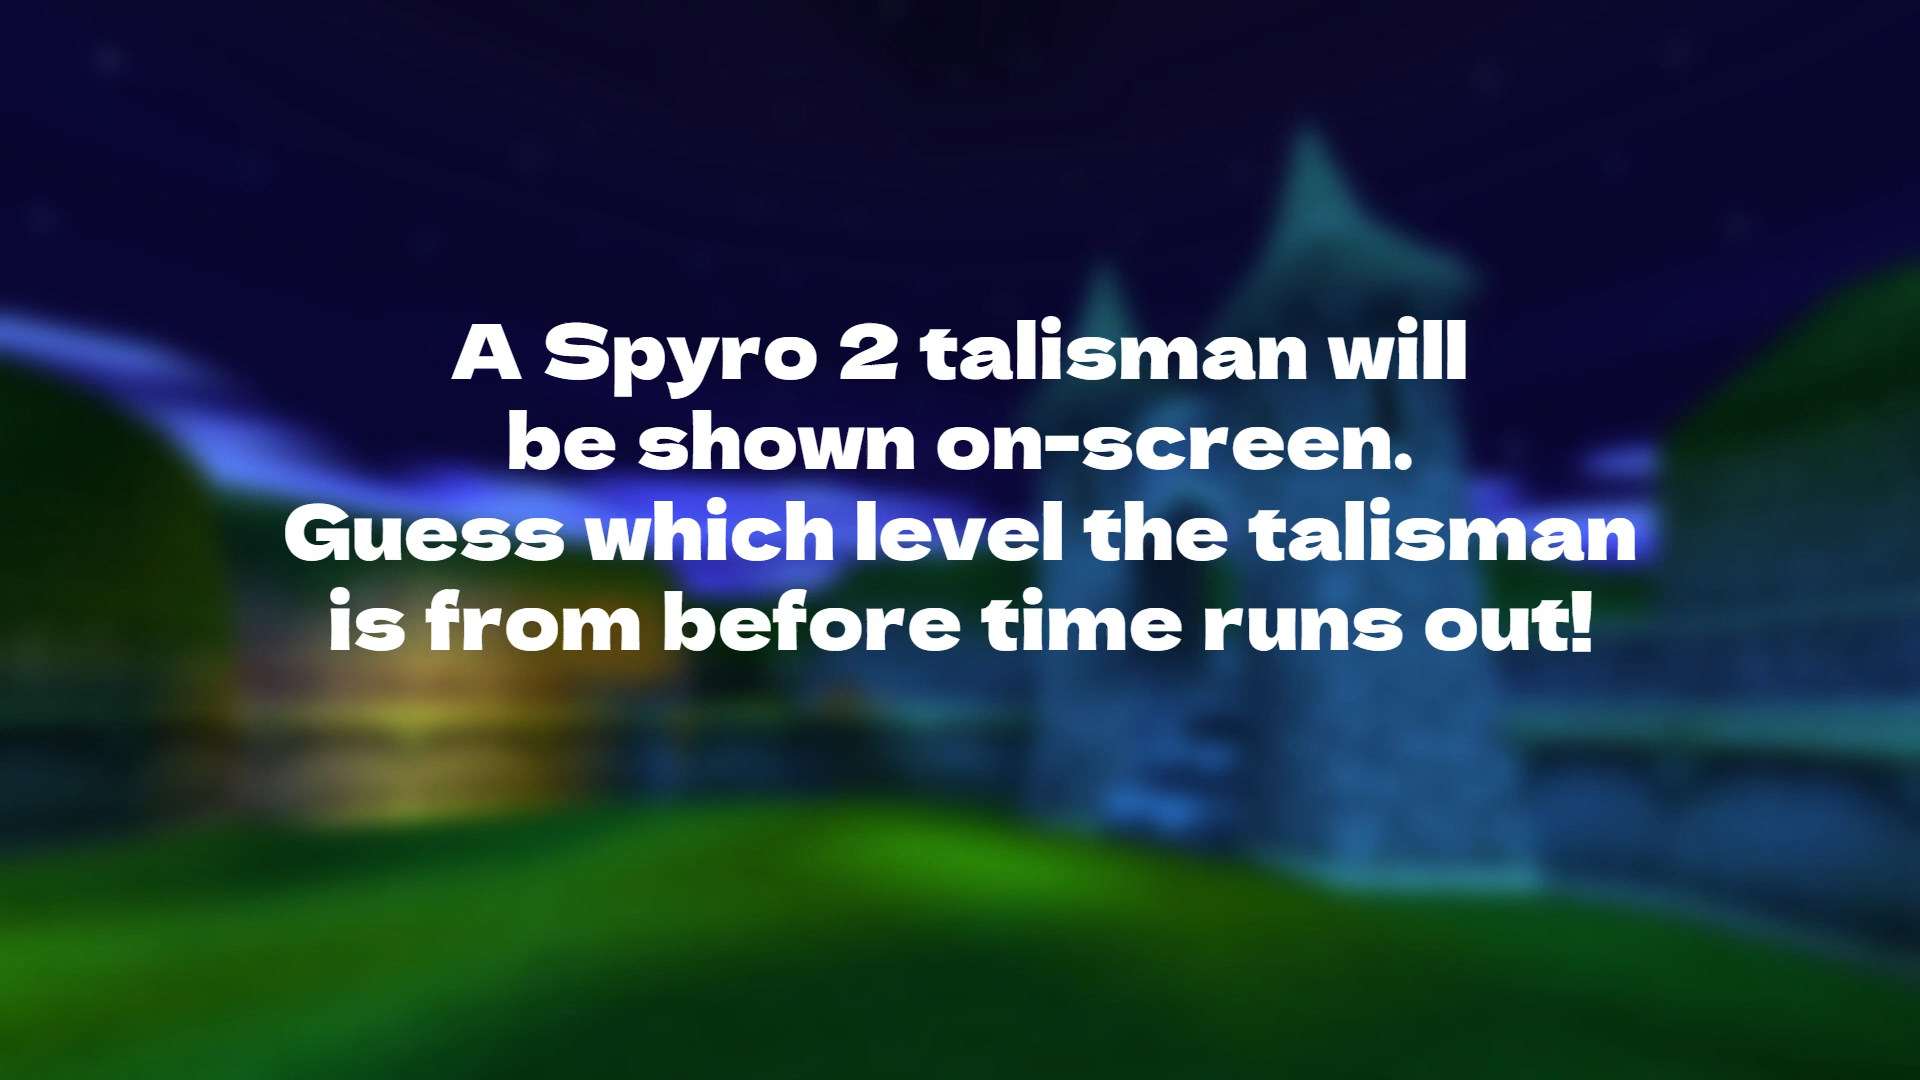 A Spyro 2 talisman will
be shown on-screen.
Guess which level the talisman
is from before time runs out!